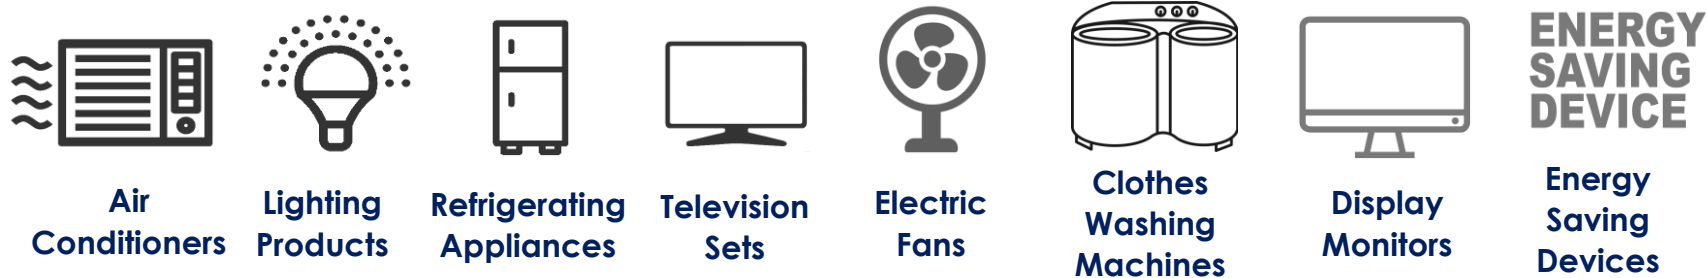 ENERGY
SAVING
DEVICE
Air
Conditioners
Lighting
Products
Refrigerating
Appliances
Television
Sets
Electric
Fans
Clothes
Washing
Machines
Display
Monitors
Energy
Saving
Devices